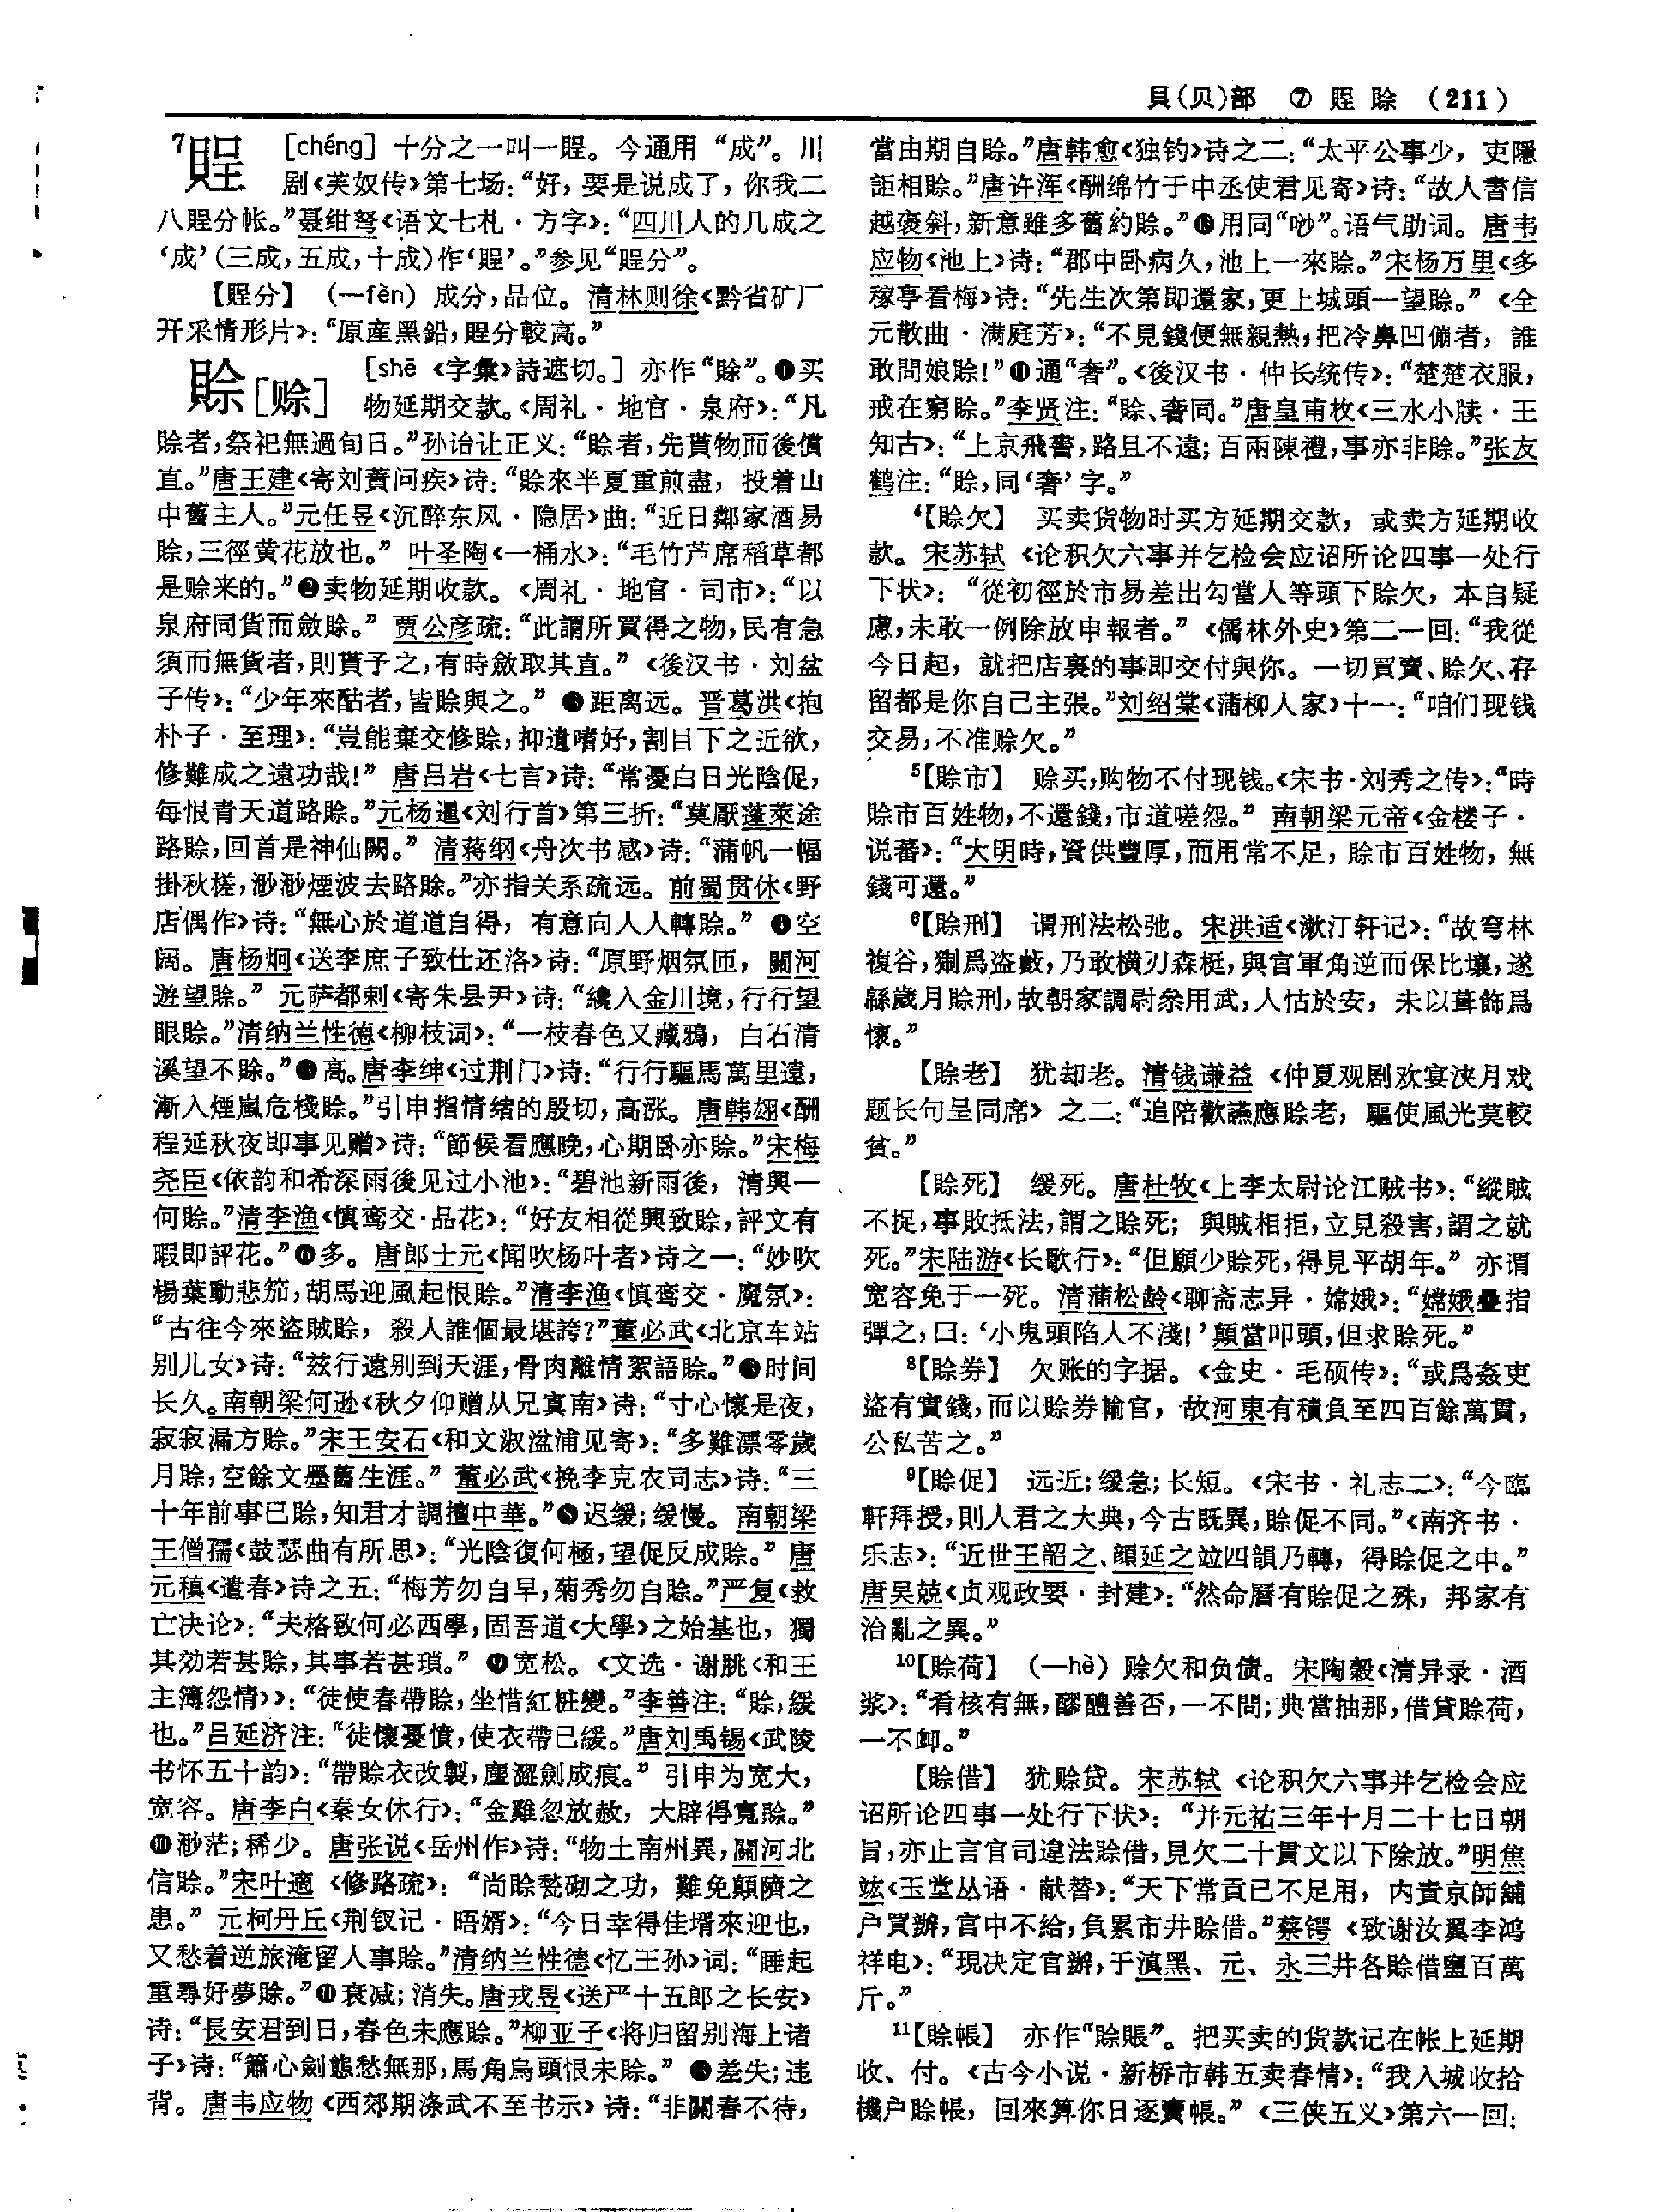 貝(贝)部 ⑦ 䝼 賒 (211)
7䝼 [chéng] 十分之一叫一䝼。今通用“成”。川
剧《芙奴传》第七场:“好,要是说成了,你我二
八䝼分帐。”聂绀弩《语文七札·方字》:“四川人的几成之
‘成’(三成,五成,十成)作‘䝼’。”参见“䝼分”。
【䝼分】 (—fèn) 成分,品位。清林则徐《黔省矿厂
开采情形片》:“原産黑鉛,䝼分較高。”
賒[赊] [shē 《字彙》詩遮切。] 亦作“賖”。❶买
物延期交款。《周礼·地官·泉府》:“凡
賒者,祭祀無過旬日。”孙诒让正义:“賒者,先貰物而後償
直。”唐王建《寄刘蕡问疾》诗:“賒來半夏重煎盡,投着山
中舊主人。”元任昱《沉醉东风·隐居》曲:“近日鄰家酒易
賒,三徑黄花放也。”叶圣陶《一桶水》:“毛竹芦席稻草都
是赊来的。”❷卖物延期收款。《周礼·地官·司市》:“以
泉府同貨而斂賒。”贾公彦疏:“此謂所買得之物,民有急
須而無貨者,則貰予之,有時斂取其直。”《後汉书·刘盆
子传》:“少年來酤者,皆賒與之。”❸距离远。晋葛洪《抱
朴子·至理》:“豈能棄交修賒,抑遺嗜好,割目下之近欲,
修難成之遠功哉!”唐吕岩《七言》诗:“常憂白日光陰促,
每恨青天道路賒。”元杨暹《刘行首》第三折:“莫厭蓬萊途
路賒,回首是神仙闕。”清蒋纲《舟次书感》诗:“蒲帆一幅
掛秋槎,渺渺煙波去路賒。”亦指关系疏远。前蜀贯休《野
店偶作》诗:“無心於道道自得,有意向人人轉賒。”❹空
阔。唐杨炯《送李庶子致仕还洛》诗:“原野烟氛匝,關河
遊望賒。”元萨都剌《寄朱县尹》诗:“纔入金川境,行行望
眼賒。”清纳兰性德《柳枝词》:“一枝春色又藏鴉,白石清
溪望不賒。”❺高。唐李绅《过荆门》诗:“行行驅馬萬里遠,
漸入煙嵐危棧賒。”引申指情绪的殷切,高涨。唐韩翃《酬
程延秋夜即事见赠》诗:“節候看應晚,心期卧亦賒。”宋梅
尧臣《依韵和希深雨後见过小池》:“碧池新雨後,清興一
何賒。”清李渔《慎鸾交·品花》:“好友相從興致賒,評文有
暇即評花。”❻多。唐郎士元《闻吹杨叶者》诗之一:“妙吹
楊葉動悲笳,胡馬迎風起恨賒。”清李渔《慎鸾交·魔氛》:
“古往今來盜賊賒,殺人誰個最堪誇?”董必武《北京车站
别儿女》诗:“兹行遠别到天涯,骨肉離情絮語賒。”❼时间
长久。南朝梁何逊《秋夕仰赠从兄寘南》诗:“寸心懷是夜,
寂寂漏方賒。”宋王安石《和文淑湓浦见寄》:“多難漂零歲
月賒,空餘文墨舊生涯。”董必武《挽李克农同志》诗:“三
十年前事已賒,知君才調擅中華。”❽迟缓;缓慢。南朝梁
王僧孺《鼓瑟曲有所思》:“光陰復何極,望促反成賒。”唐
元稹《遣春》诗之五:“梅芳勿自早,菊秀勿自賒。”严复《救
亡决论》:“夫格致何必西學,固吾道《大學》之始基也,獨
其効若甚賒,其事若甚瑣。”❾宽松。《文选·谢朓〈和王
主簿怨情〉》:“徒使春帶賒,坐惜紅粧變。”李善注:“賒,緩
也。”吕延济注:“徒懷憂憤,使衣帶已緩。”唐刘禹锡《武陵
书怀五十韵》:“帶賒衣改製,塵澀劍成痕。”引申为宽大,
宽容。唐李白《秦女休行》:“金雞忽放赦,大辟得寬賒。”
❿渺茫;稀少。唐张说《岳州作》诗:“物土南州異,關河北
信賒。”宋叶適《修路疏》:“尚賒甃砌之功,難免顛隮之
患。”元柯丹丘《荆钗记·晤婿》:“今日幸得佳壻來迎也,
又愁着逆旅淹留人事賒。”清纳兰性德《忆王孙》词:“睡起
重尋好夢賒。”⓫衰减;消失。唐戎昱《送严十五郎之长安》
诗:“長安君到日,春色未應賒。”柳亚子《将归留别海上诸
子》诗:“簫心劍態愁無那,馬角烏頭恨未賒。”⓬差失;违
背。唐韦应物《西郊期涤武不至书示》诗:“非關春不待,
當由期自賒。”唐韩愈《独钓》诗之二:“太平公事少,吏隱
詎相賒。”唐许浑《酬绵竹于中丞使君见寄》诗:“故人書信
越褒斜,新意雖多舊約賒。”⓭用同“唦”。语气助词。唐韦
应物《池上》诗:“郡中卧病久,池上一來賒。”宋杨万里《多
稼亭看梅》诗:“先生次第即還家,更上城頭一望賒。”《全
元散曲·满庭芳》:“不見錢便無親熱,把冷鼻凹偋者,誰
敢問娘賒!”⓮通“奢”。《後汉书·仲长统传》:“楚楚衣服,
戒在窮賒。”李贤注:“賒、奢同。”唐皇甫枚《三水小牍·王
知古》:“上京飛書,路且不遠;百兩陳禮,事亦非賒。”张友
鹤注:“賒,同‘奢’字。”
4【賒欠】 买卖货物时买方延期交款,或卖方延期收
款。宋苏轼《论积欠六事并乞检会应诏所论四事一处行
下状》:“從初徑於市易差出勾當人等頭下賒欠,本自疑
慮,未敢一例除放申報者。”《儒林外史》第二一回:“我從
今日起,就把店裏的事即交付與你。一切買賣、賒欠、存
留都是你自己主張。”刘绍棠《蒲柳人家》十一:“咱们现钱
交易,不准赊欠。”
5【賒市】 赊买,购物不付现钱。《宋书·刘秀之传》:“時
賒市百姓物,不還錢,市道嗟怨。”南朝梁元帝《金楼子·
说蕃》:“大明時,資供豐厚,而用常不足,賒市百姓物,無
錢可還。”
6【賒刑】 谓刑法松弛。宋洪适《漵汀轩记》:“故穹林
複谷,㓨爲盗藪,乃敢横刃森梃,與官軍角逆而保比壤,遂
緜歲月賒刑,故朝家調尉叅用武,人怙於安,未以葺飾爲
懷。”
【賒老】 犹却老。清钱谦益《仲夏观剧欢宴浃月戏
题长句呈同席》之二:“追陪歡讌應賒老,驅使風光莫較
貧。”
【賒死】 缓死。唐杜牧《上李太尉论江贼书》:“縱賊
不捉,事敗抵法,謂之賒死;與賊相拒,立見殺害,謂之就
死。”宋陆游《长歌行》:“但願少賒死,得見平胡年。”亦谓
宽容免于一死。清蒲松龄《聊斋志异·嫦娥》:“嫦娥疊指
彈之,曰:‘小鬼頭陷人不淺!’顛當叩頭,但求賒死。”
8【賒券】 欠账的字据。《金史·毛硕传》:“或爲姦吏
盜有實錢,而以賒券輸官,故河東有積負至四百餘萬貫,
公私苦之。”
9【賒促】 远近;缓急;长短。《宋书·礼志二》:“今臨
軒拜授,則人君之大典,今古既異,賒促不同。”《南齐书·
乐志》:“近世王韶之、顔延之竝四韻乃轉,得賒促之中。”
唐吴兢《贞观政要·封建》:“然命曆有賒促之殊,邦家有
治亂之異。”
10【賒荷】 (—hè) 赊欠和负债。宋陶穀《清异录·酒
浆》:“肴核有無,醪醴善否,一不問;典當抽那,借貸賒荷,
一不卹。”
【賒借】 犹赊贷。宋苏轼《论积欠六事并乞检会应
诏所论四事一处行下状》:“并元祐三年十月二十七日朝
旨,亦止言官司違法賒借,見欠二十貫文以下除放。”明焦
竑《玉堂丛语·献替》:“天下常貢已不足用,内責京師舖
户買辦,官中不給,負累市井賒借。”蔡锷《致谢汝翼李鸿
祥电》:“現决定官辦,于滇黑、元、永三井各賒借鹽百萬
斤。”
11【賒帳】 亦作“賒賬”。把买卖的货款记在帐上延期
收、付。《古今小说·新桥市韩五卖春情》:“我入城收拾
機户賒帳,回來算你日逐賣帳。”《三侠五义》第六一回: